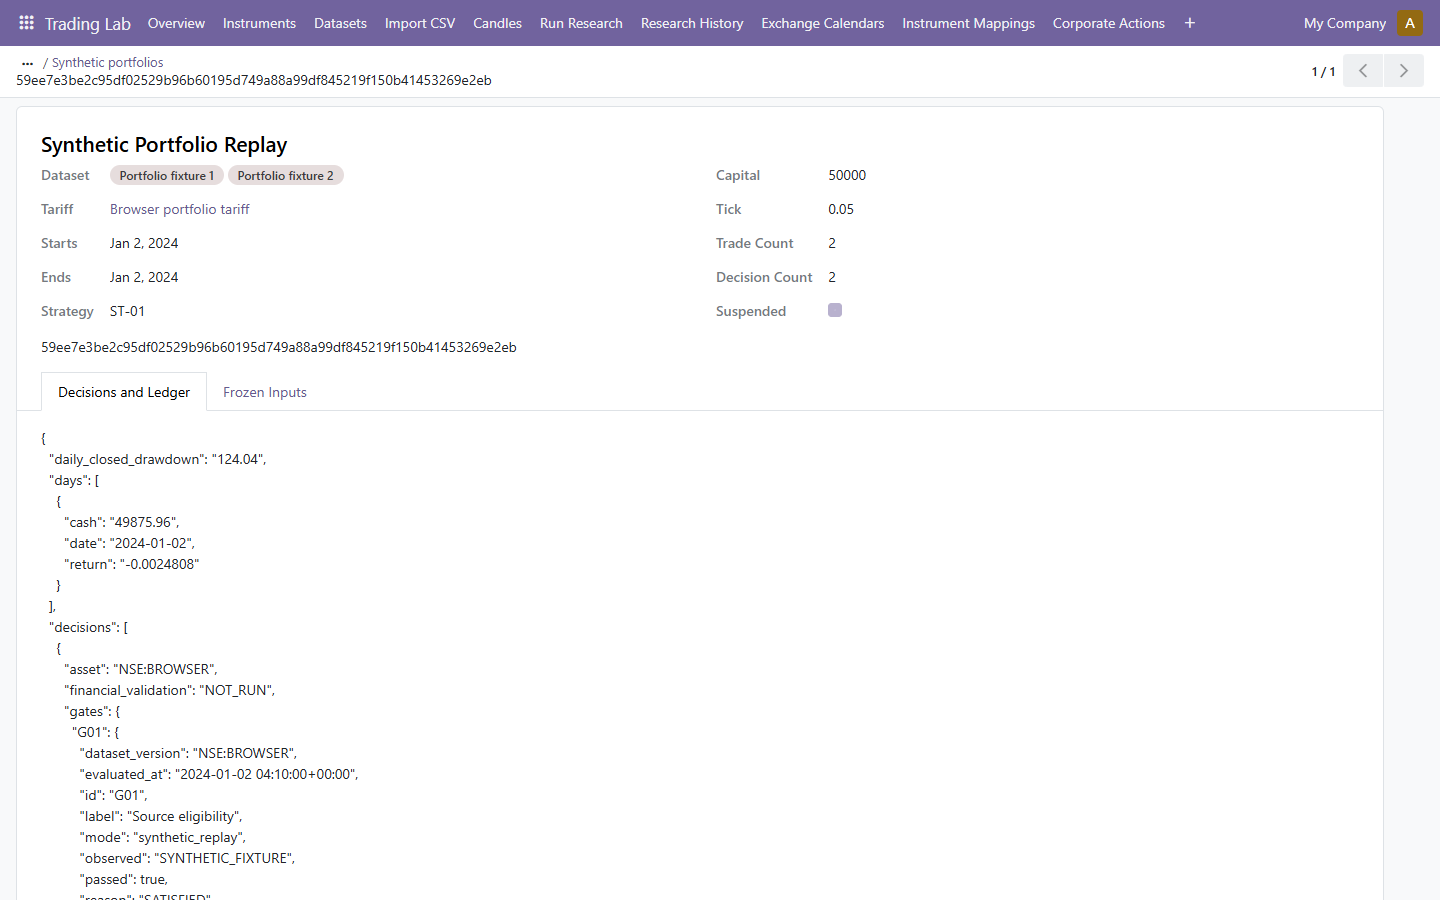 Trading Lab Overview Instruments Datasets Import CSV Candles Run Research Research History Exchange Calendars Instrument Mappings Corporate Actions + My Company A
... / Synthetic portfolios
59ee7e3be2c95df02529b96b60195d749a88a99df845219f150b41453269e2eb
1 / 1
Synthetic Portfolio Replay
Dataset Portfolio fixture 1 Portfolio fixture 2 Capital 50000
Tariff Browser portfolio tariff Tick 0.05
Starts Jan 2, 2024 Trade Count 2
Ends Jan 2, 2024 Decision Count 2
Strategy ST-01 Suspended
59ee7e3be2c95df02529b96b60195d749a88a99df845219f150b41453269e2eb
Decisions and Ledger Frozen Inputs
{
"daily_closed_drawdown": "124.04",
"days": [
{
"cash": "49875.96",
"date": "2024-01-02",
"return": "-0.0024808"
}
],
"decisions": [
{
"asset": "NSE:BROWSER",
"financial_validation": "NOT_RUN",
"gates": {
"G01": {
"dataset_version": "NSE:BROWSER",
"evaluated_at": "2024-01-02 04:10:00+00:00",
"id": "G01",
"label": "Source eligibility",
"mode": "synthetic_replay",
"observed": "SYNTHETIC_FIXTURE",
"passed": true,
"reason": "SATISFIED"